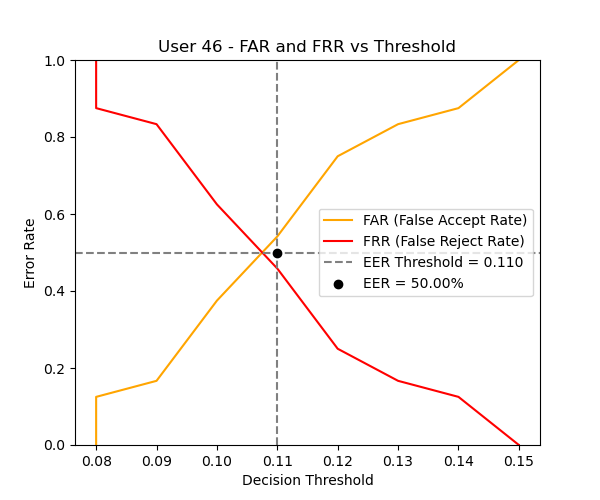 User 46 - FAR and FRR vs Threshold
1.0
0.8
0.6
0.4
0.2
0.0
Error Rate
FAR (False Accept Rate)
FRR (False Reject Rate)
EER Threshold = 0.110
EER = 50.00%
0.08 0.09 0.10 0.11 0.12 0.13 0.14 0.15
Decision Threshold